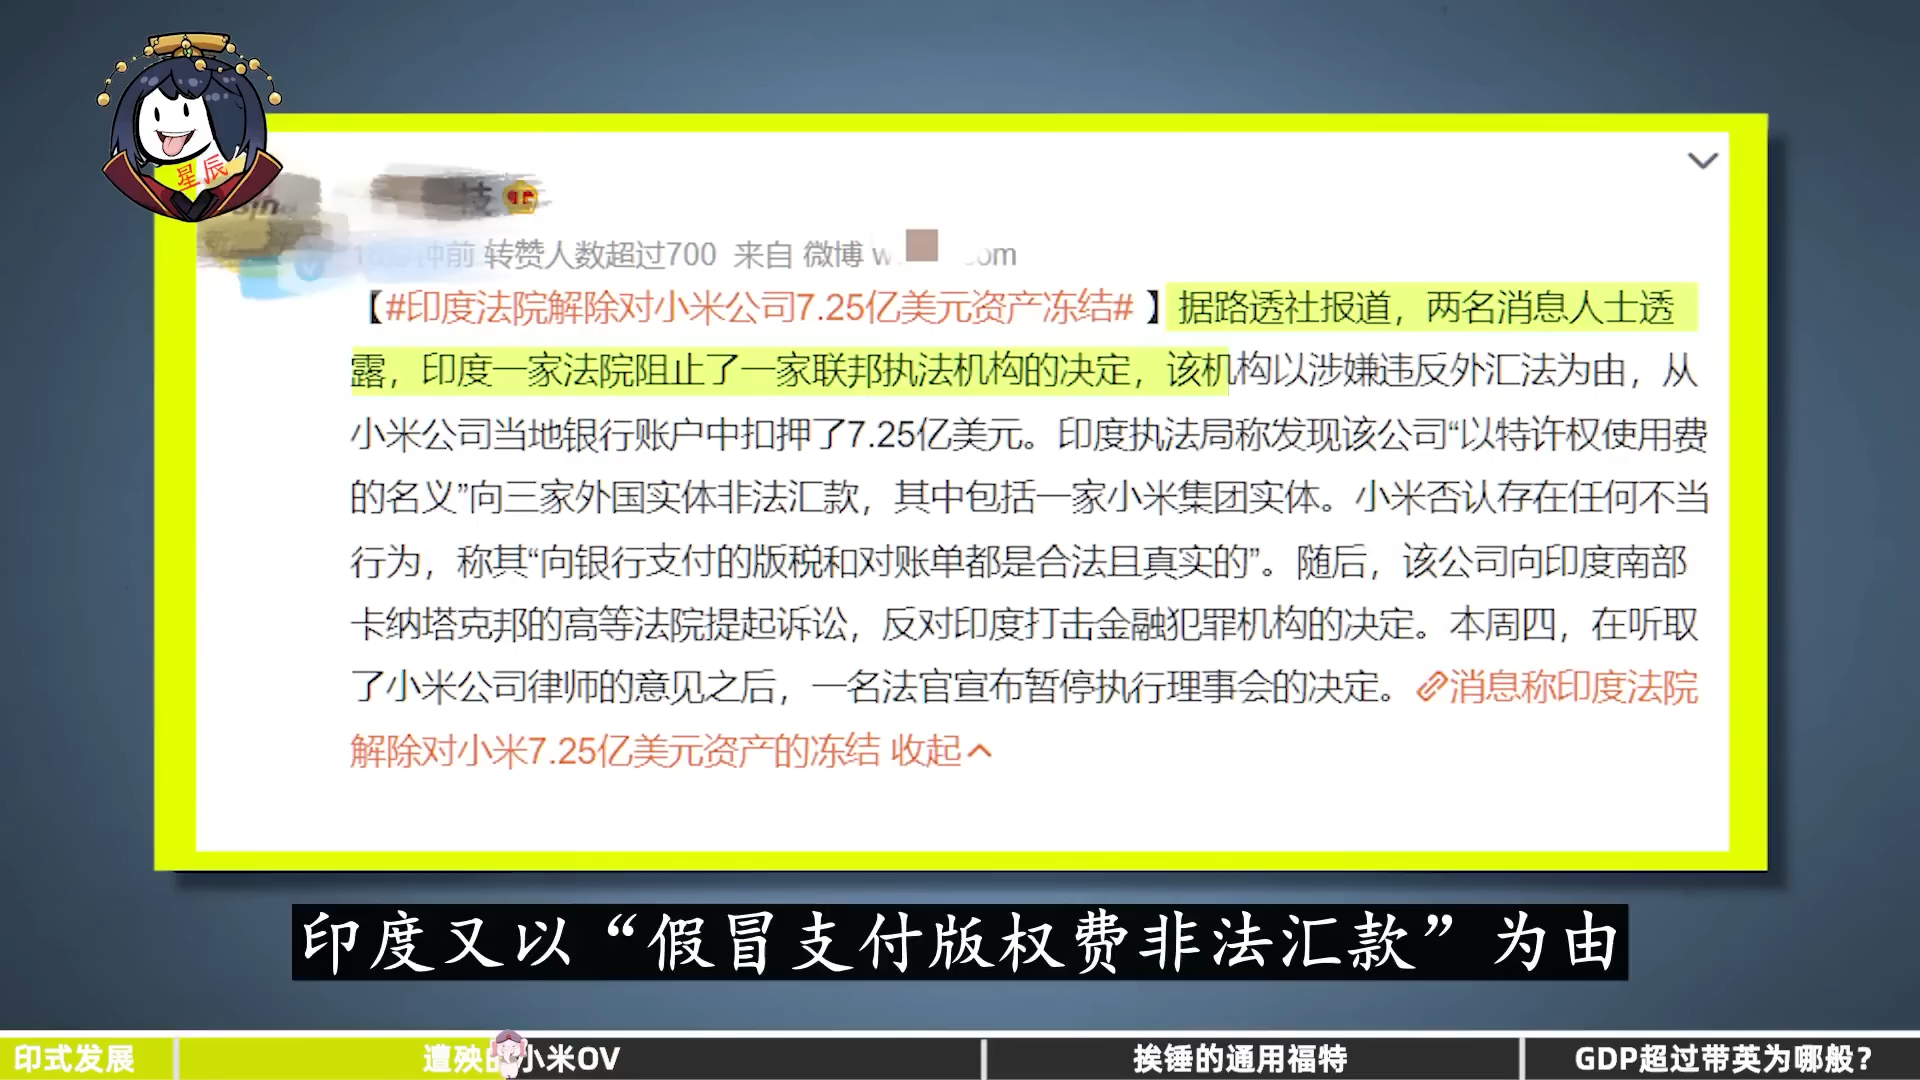 星辰
钟前 转赞人数超过700 来自 微博
【#印度法院解除对小米公司7.25亿美元资产冻结#】据路透社报道，两名消息人士透
露，印度一家法院阻止了一家联邦执法机构的决定，该机构以涉嫌违反外汇法为由，从
小米公司当地银行账户中扣押了7.25亿美元。印度执法局称发现该公司“以特许权使用费
的名义”向三家外国实体非法汇款，其中包括一家小米集团实体。小米否认存在任何不当
行为，称其“向银行支付的版税和对账单都是合法且真实的”。随后，该公司向印度南部
卡纳塔克邦的高等法院提起诉讼，反对印度打击金融犯罪机构的决定。本周四，在听取
了小米公司律师的意见之后，一名法官宣布暂停执行理事会的决定。消息称印度法院
解除对小米7.25亿美元资产的冻结 收起
印度又以“假冒支付版权费非法汇款”为由
印式发展
遭殃的小米OV
挨锤的通用福特
GDP超过带英为哪般？